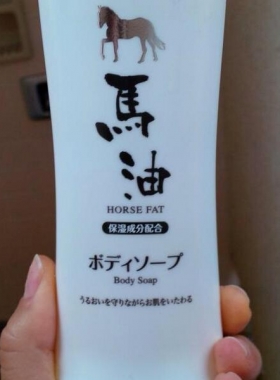 馬油
HORSE FAT
保湿成分配合
ボディソープ
Body Soap
うるおいを守りながらお肌をいたわる